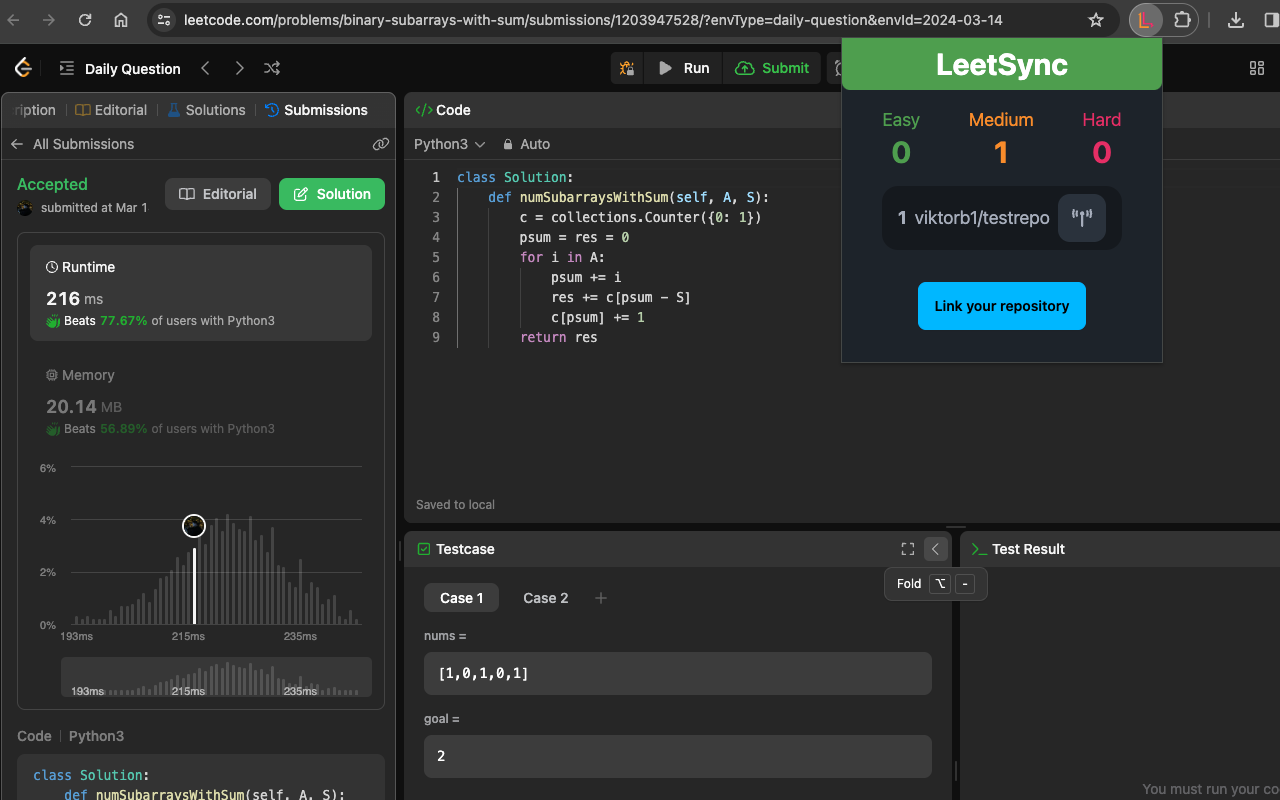 leetcode.com/problems/binary-subarrays-with-sum/submissions/1203947528/?envType=daily-question&envId=2024-03-14
Daily Question
Run
Submit
LeetSync
Easy
Medium
Hard
0
1
0
1 viktorb1/testrepo
Link your repository
ription
Editorial
Solutions
Submissions
All Submissions
Accepted
submitted at Mar 1
Editorial
Solution
Runtime
216 ms
Beats 77.67% of users with Python3
Memory
20.14 MB
Beats 56.89% of users with Python3
6%
4%
2%
0%
193ms
215ms
235ms
193ms
215ms
235ms
Code
Python3
class Solution:
def numSubarraysWithSum(self, A, S):
</> Code
Python3
Auto
1 class Solution:
2 def numSubarraysWithSum(self, A, S):
3 c = collections.Counter({0: 1})
4 psum = res = 0
5 for i in A:
6 psum += i
7 res += c[psum - S]
8 c[psum] += 1
9 return res
Saved to local
Testcase
Fold ⌥ -
Case 1
Case 2
+
nums =
[1,0,1,0,1]
goal =
2
Test Result
You must run your co